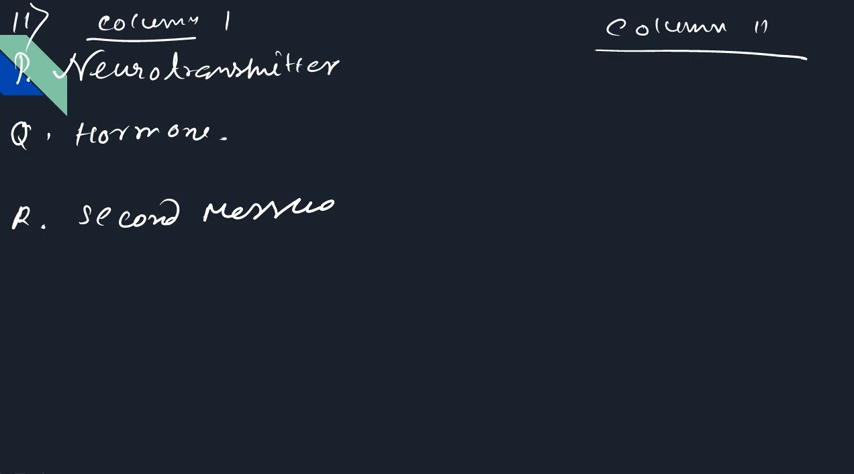 11) Column I
Column II
P. Neurotransmitter
Q. Hormone.
R. Second